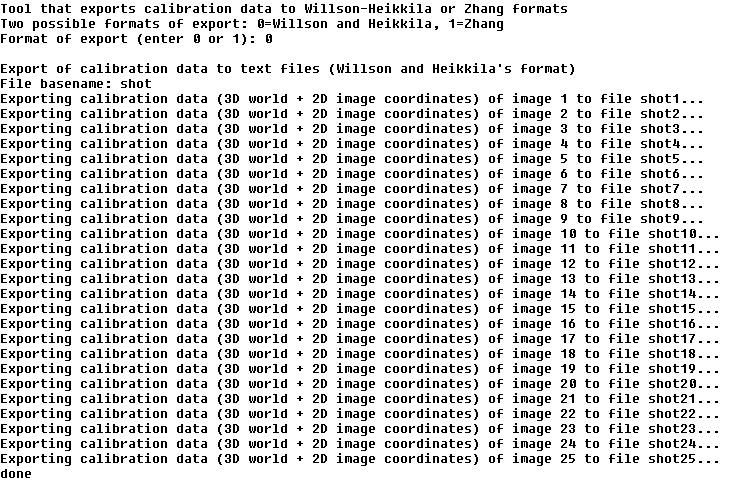 Tool that exports calibration data to Willson-Heikkila or Zhang formats
Two possible formats of export: 0=Willson and Heikkila, 1=Zhang
Format of export (enter 0 or 1): 0
Export of calibration data to text files (Willson and Heikkila's format)
File basename: shot
Exporting calibration data (3D world + 2D image coordinates) of image 1 to file shot1...
Exporting calibration data (3D world + 2D image coordinates) of image 2 to file shot2...
Exporting calibration data (3D world + 2D image coordinates) of image 3 to file shot3...
Exporting calibration data (3D world + 2D image coordinates) of image 4 to file shot4...
Exporting calibration data (3D world + 2D image coordinates) of image 5 to file shot5...
Exporting calibration data (3D world + 2D image coordinates) of image 6 to file shot6...
Exporting calibration data (3D world + 2D image coordinates) of image 7 to file shot7...
Exporting calibration data (3D world + 2D image coordinates) of image 8 to file shot8...
Exporting calibration data (3D world + 2D image coordinates) of image 9 to file shot9...
Exporting calibration data (3D world + 2D image coordinates) of image 10 to file shot10...
Exporting calibration data (3D world + 2D image coordinates) of image 11 to file shot11...
Exporting calibration data (3D world + 2D image coordinates) of image 12 to file shot12...
Exporting calibration data (3D world + 2D image coordinates) of image 13 to file shot13...
Exporting calibration data (3D world + 2D image coordinates) of image 14 to file shot14...
Exporting calibration data (3D world + 2D image coordinates) of image 15 to file shot15...
Exporting calibration data (3D world + 2D image coordinates) of image 16 to file shot16...
Exporting calibration data (3D world + 2D image coordinates) of image 17 to file shot17...
Exporting calibration data (3D world + 2D image coordinates) of image 18 to file shot18...
Exporting calibration data (3D world + 2D image coordinates) of image 19 to file shot19...
Exporting calibration data (3D world + 2D image coordinates) of image 20 to file shot20...
Exporting calibration data (3D world + 2D image coordinates) of image 21 to file shot21...
Exporting calibration data (3D world + 2D image coordinates) of image 22 to file shot22...
Exporting calibration data (3D world + 2D image coordinates) of image 23 to file shot23...
Exporting calibration data (3D world + 2D image coordinates) of image 24 to file shot24...
Exporting calibration data (3D world + 2D image coordinates) of image 25 to file shot25...
done